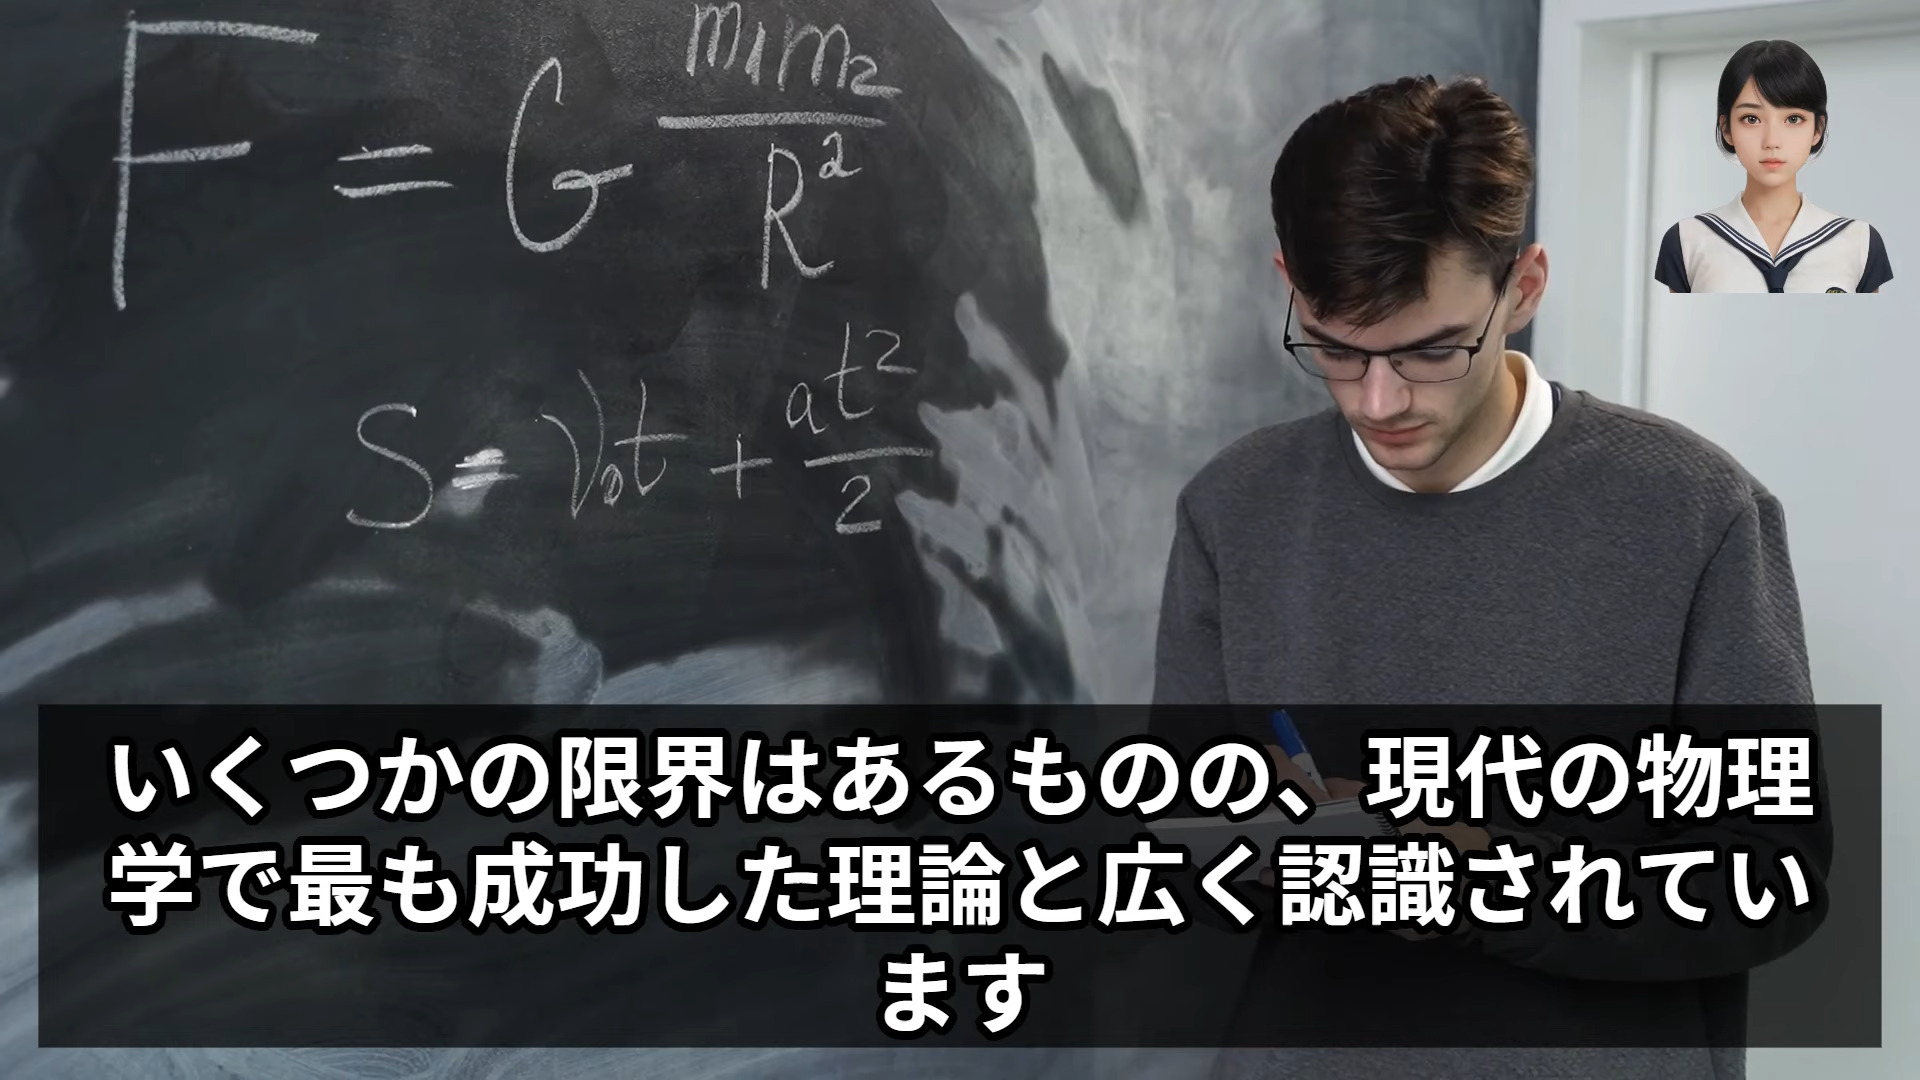 F = G m₁m₂ / R²
S = V₀t + at² / 2
いくつかの限界はあるものの、現代の物理
学で最も成功した理論と広く認識されてい
ます